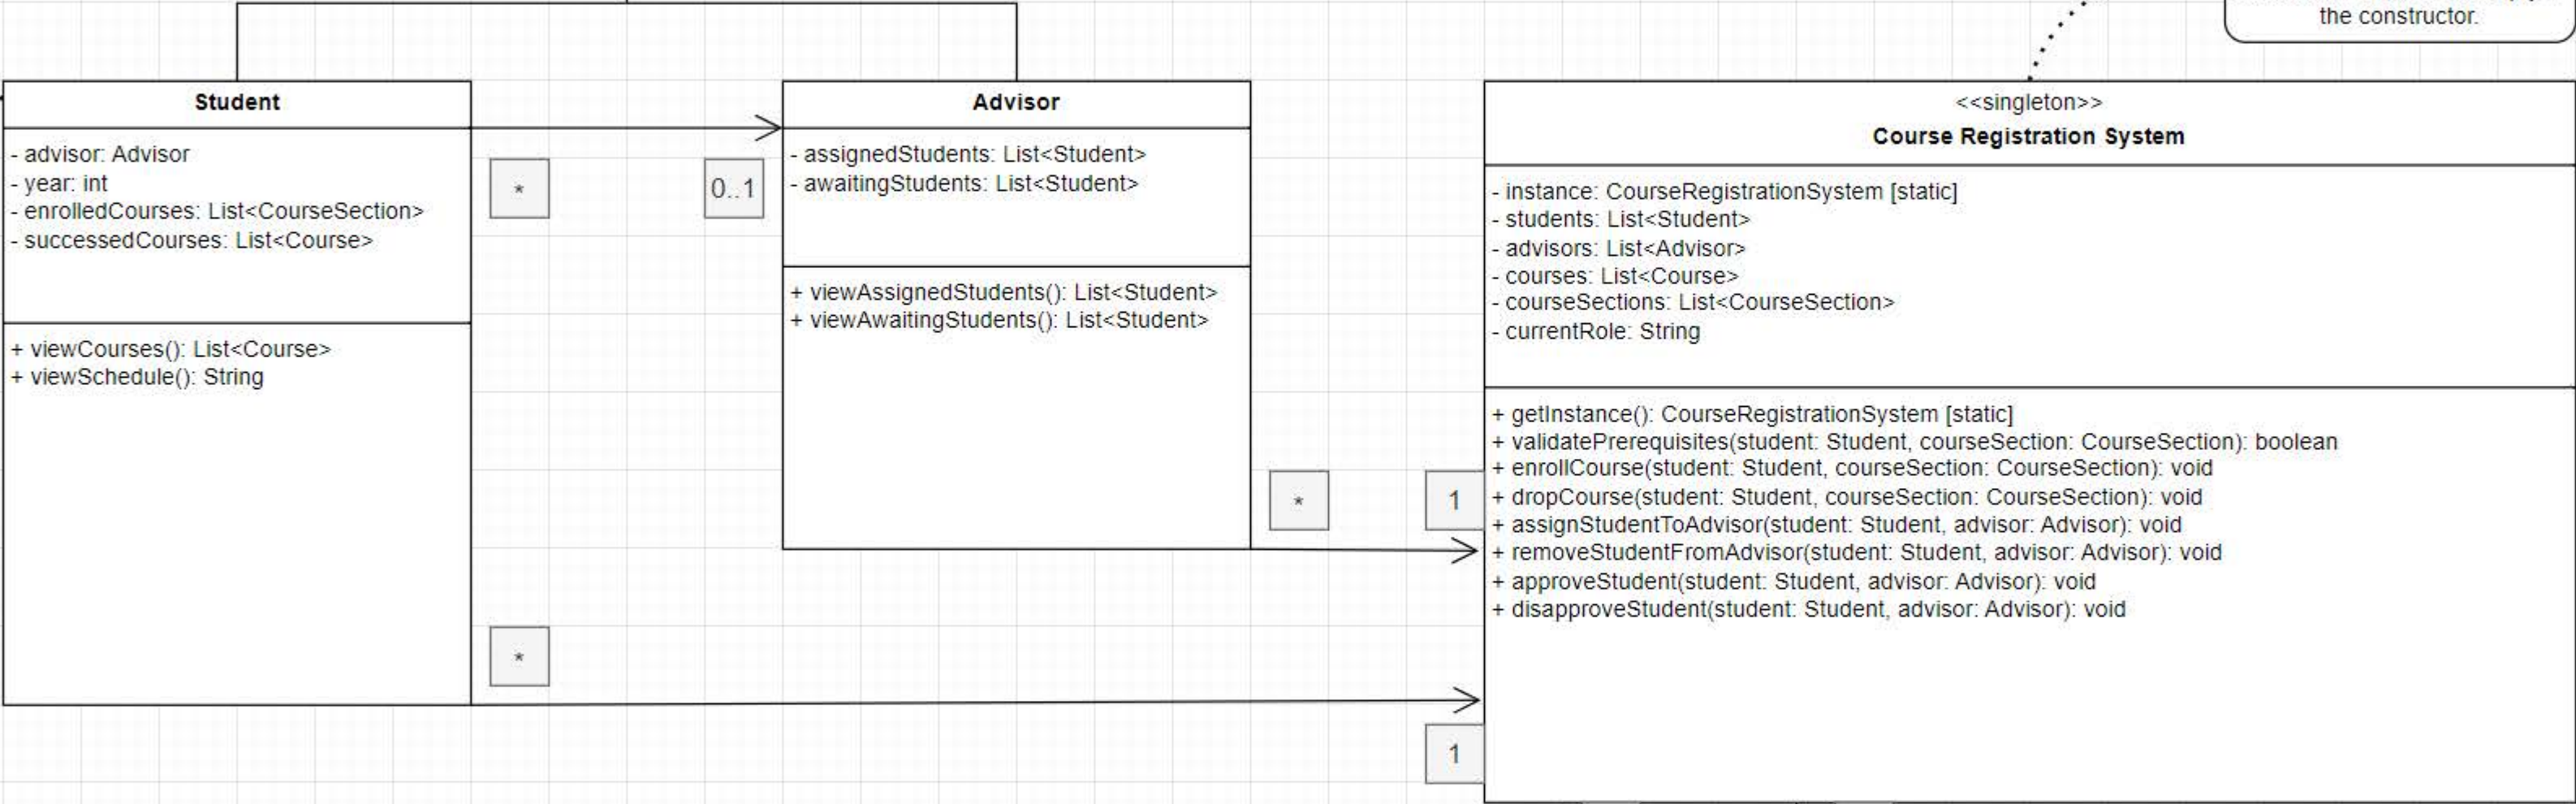 the constructor.
Student
- advisor: Advisor
- year: int
- enrolledCourses: List<CourseSection>
- successedCourses: List<Course>
+ viewCourses(): List<Course>
+ viewSchedule(): String
*
0..1
*
Advisor
- assignedStudents: List<Student>
- awaitingStudents: List<Student>
+ viewAssignedStudents(): List<Student>
+ viewAwaitingStudents(): List<Student>
*
1
1
<<singleton>>
Course Registration System
- instance: CourseRegistrationSystem [static]
- students: List<Student>
- advisors: List<Advisor>
- courses: List<Course>
- courseSections: List<CourseSection>
- currentRole: String
+ getInstance(): CourseRegistrationSystem [static]
+ validatePrerequisites(student: Student, courseSection: CourseSection): boolean
+ enrollCourse(student: Student, courseSection: CourseSection): void
+ dropCourse(student: Student, courseSection: CourseSection): void
+ assignStudentToAdvisor(student: Student, advisor: Advisor): void
+ removeStudentFromAdvisor(student: Student, advisor: Advisor): void
+ approveStudent(student: Student, advisor: Advisor): void
+ disapproveStudent(student: Student, advisor: Advisor): void